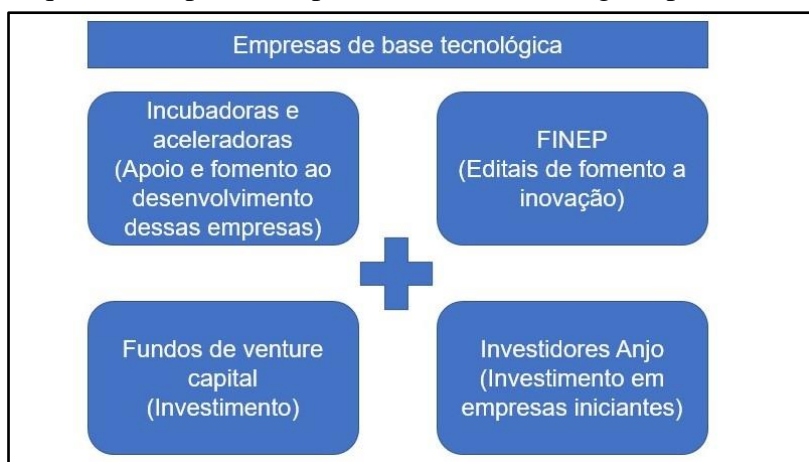 Empresas de base tecnológica
Incubadoras e
aceleradoras
(Apoio e fomento ao
desenvolvimento
dessas empresas)
FINEP
(Editais de fomento a
inovação)
Fundos de venture
capital
(Investimento)
Investidores Anjo
(Investimento em
empresas iniciantes)